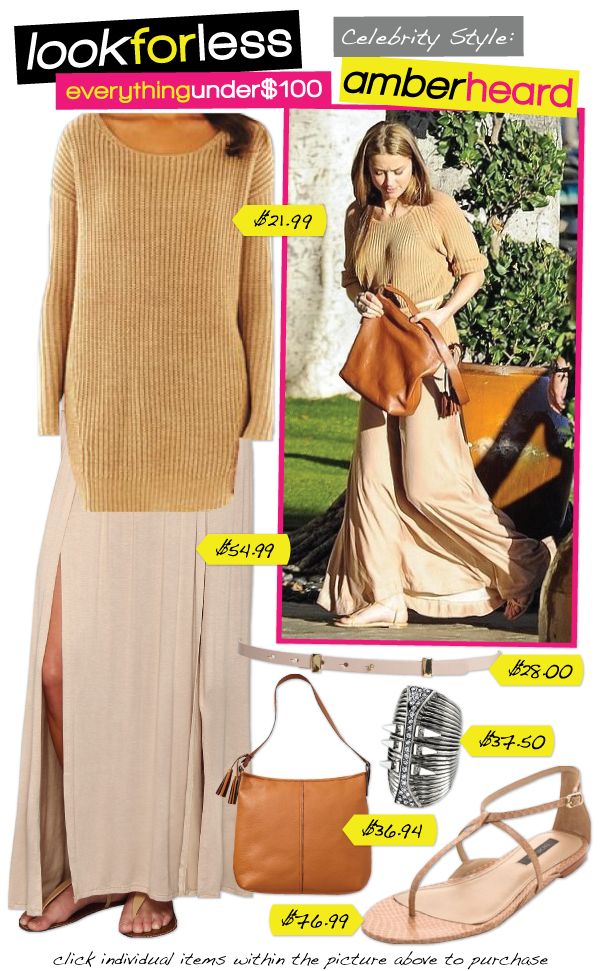 lookforless
Celebrity Style:
everythingunder$100
amberheard
$21.99
$54.99
$28.00
$37.50
$36.94
$76.99
click individual items within the picture above to purchase